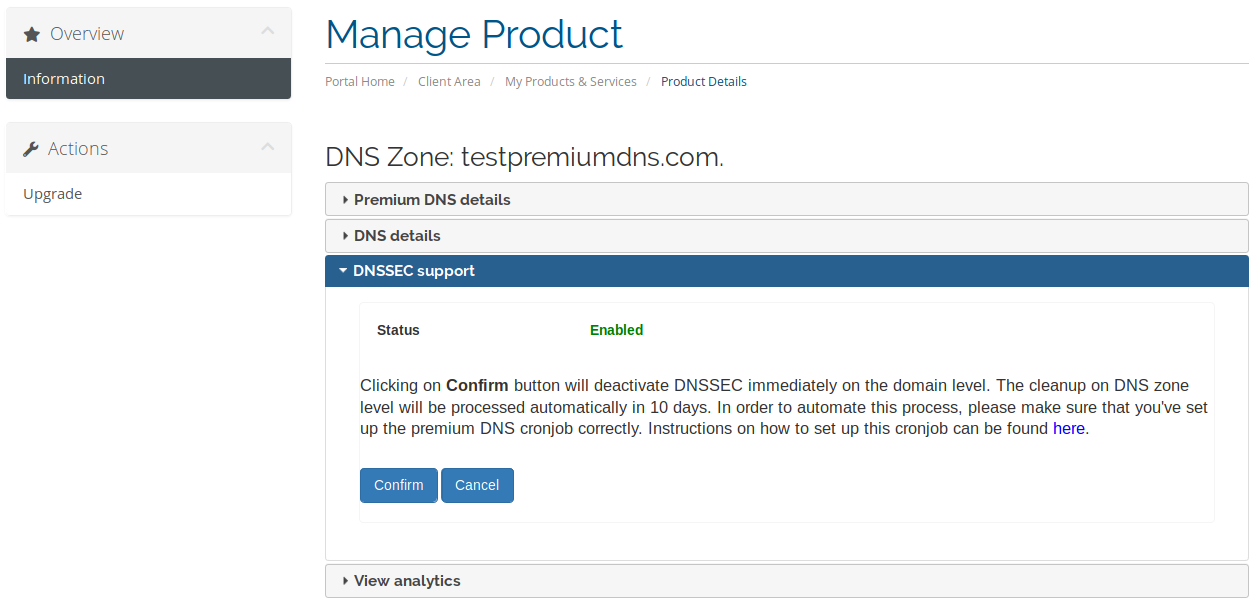 Overview
Information
Actions
Upgrade
Manage Product
Portal Home / Client Area / My Products & Services / Product Details
DNS Zone: testpremiumdns.com.
Premium DNS details
DNS details
DNSSEC support
Status Enabled
Clicking on Confirm button will deactivate DNSSEC immediately on the domain level. The cleanup on DNS zone
level will be processed automatically in 10 days. In order to automate this process, please make sure that you've set
up the premium DNS cronjob correctly. Instructions on how to set up this cronjob can be found here.
Confirm Cancel
View analytics